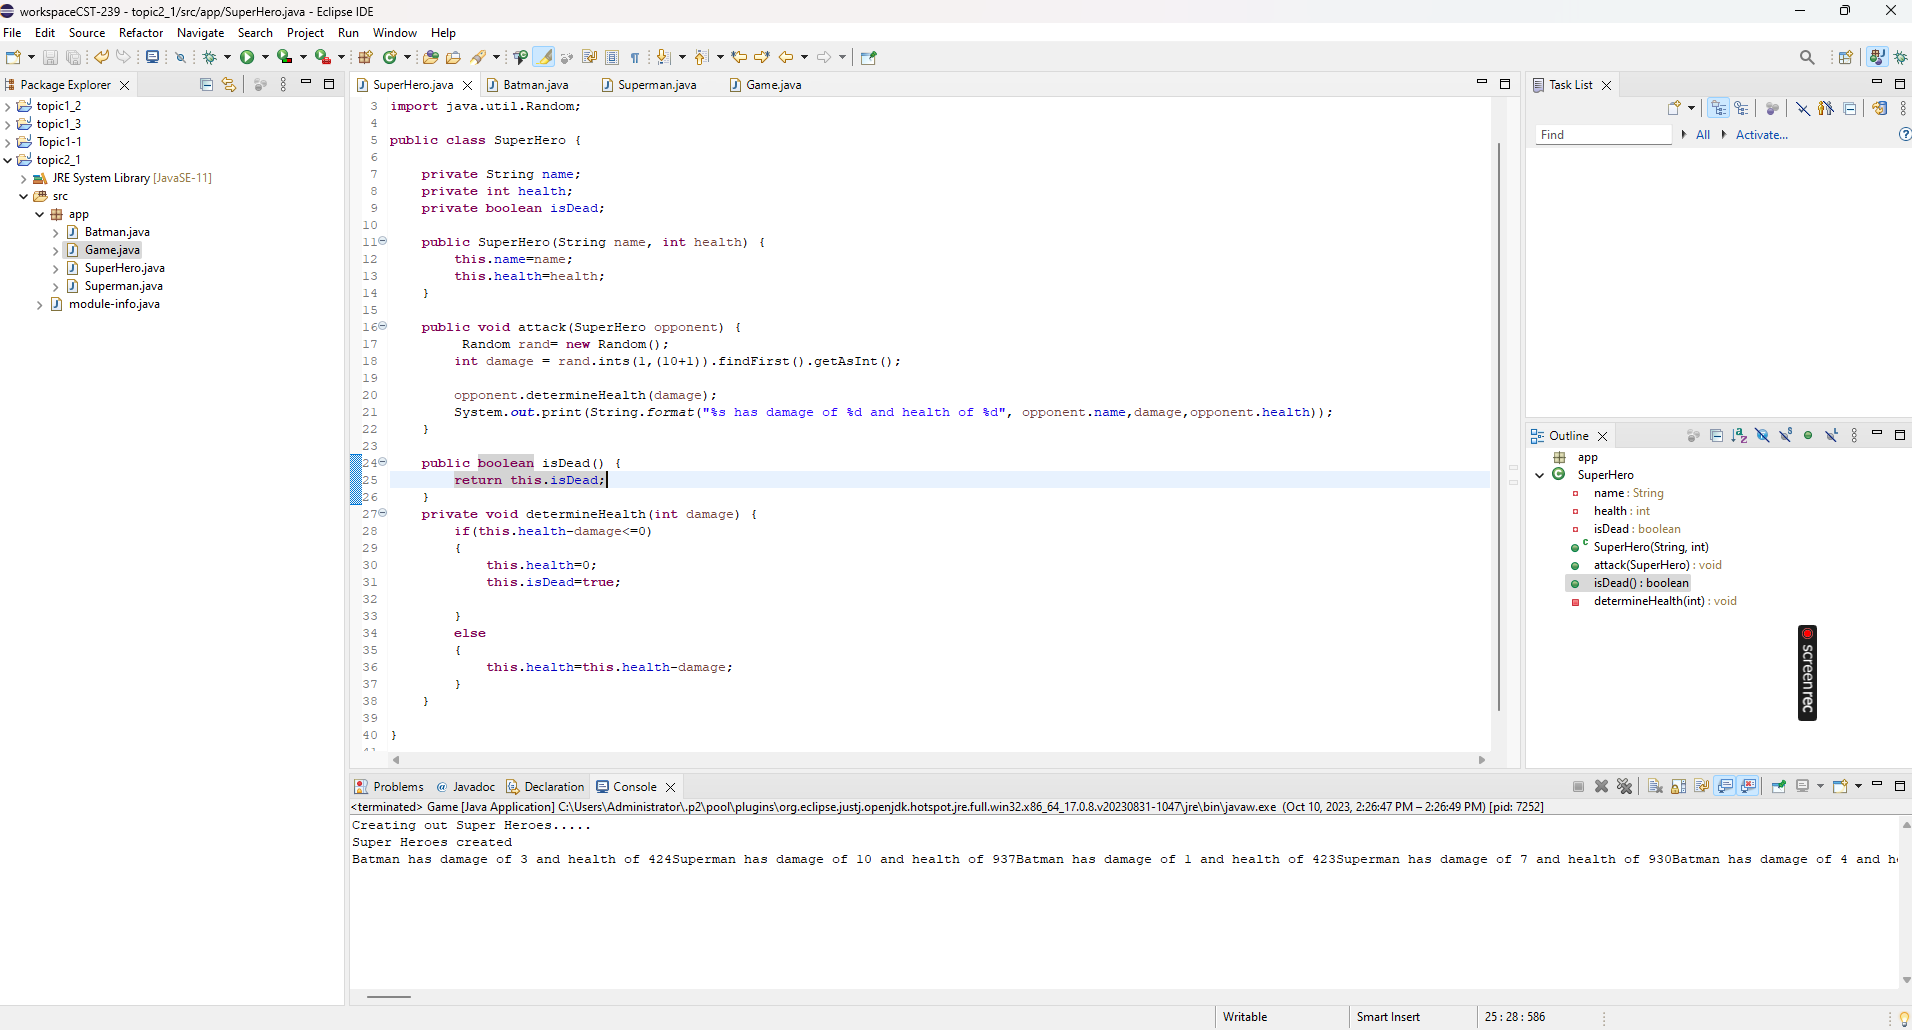 workspaceCST-239 - topic2_1/src/app/SuperHero.java - Eclipse IDE
File Edit Source Refactor Navigate Search Project Run Window Help
Package Explorer
topic1_2
topic1_3
Topic1-1
topic2_1
JRE System Library [JavaSE-11]
src
app
Batman.java
Game.java
SuperHero.java
Superman.java
module-info.java
SuperHero.java Batman.java Superman.java Game.java
3 import java.util.Random;
4
5 public class SuperHero {
6
7 private String name;
8 private int health;
9 private boolean isDead;
10
11 public SuperHero(String name, int health) {
12 this.name=name;
13 this.health=health;
14 }
15
16 public void attack(SuperHero opponent) {
17 Random rand= new Random();
18 int damage = rand.ints(1,(10+1)).findFirst().getAsInt();
19
20 opponent.determineHealth(damage);
21 System.out.print(String.format("%s has damage of %d and health of %d", opponent.name,damage,opponent.health));
22 }
23
24 public boolean isDead() {
25 return this.isDead;
26 }
27 private void determineHealth(int damage) {
28 if(this.health-damage<=0)
29 {
30 this.health=0;
31 this.isDead=true;
32
33 }
34 else
35 {
36 this.health=this.health-damage;
37 }
38 }
39
40 }
Task List
Find All Activate...
Outline
app
SuperHero
name : String
health : int
isDead : boolean
SuperHero(String, int)
attack(SuperHero) : void
isDead() : boolean
determineHealth(int) : void
screenrec
Problems @ Javadoc Declaration Console
<terminated> Game [Java Application] C:\Users\Administrator\.p2\pool\plugins\org.eclipse.justj.openjdk.hotspot.jre.full.win32.x86_64_17.0.8.v20230831-1047\jre\bin\javaw.exe (Oct 10, 2023, 2:26:47 PM – 2:26:49 PM) [pid: 7252]
Creating out Super Heroes.....
Super Heroes created
Batman has damage of 3 and health of 424Superman has damage of 10 and health of 937Batman has damage of 1 and health of 423Superman has damage of 7 and health of 930Batman has damage of 4 and
Writable Smart Insert 25 : 28 : 586